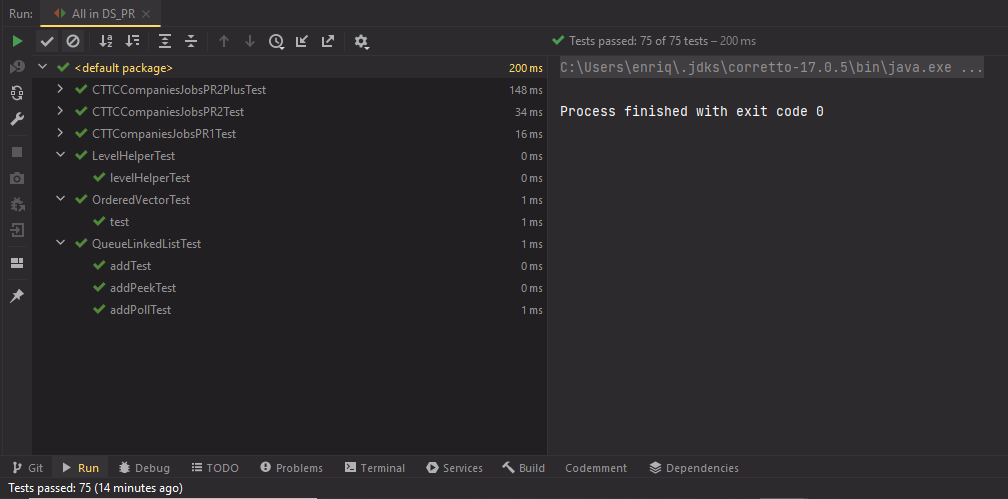 Run: All in DS_PR
Tests passed: 75 of 75 tests – 200 ms
<default package> 200 ms
CTTCCompaniesJobsPR2PlusTest 148 ms
CTTCCompaniesJobsPR2Test 34 ms
CTTCompaniesJobsPR1Test 16 ms
LevelHelperTest 0 ms
levelHelperTest 0 ms
OrderedVectorTest 1 ms
test 1 ms
QueueLinkedListTest 1 ms
addTest 0 ms
addPeekTest 0 ms
addPollTest 1 ms
C:\Users\enriq\.jdks\corretto-17.0.5\bin\java.exe ...
Process finished with exit code 0
Git Run Debug TODO Problems Terminal Services Build Codemment Dependencies
Tests passed: 75 (14 minutes ago)